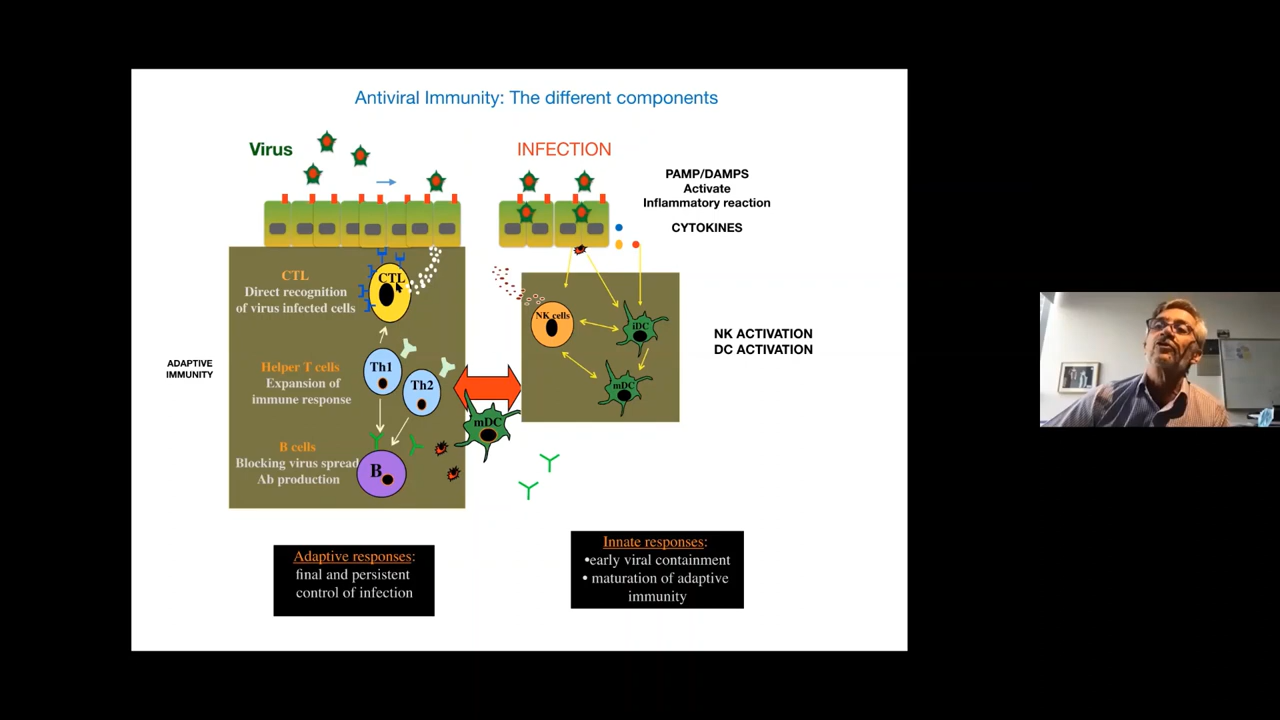 Antiviral Immunity: The different components
Virus
INFECTION
PAMP/DAMPS
Activate
Inflammatory reaction
CYTOKINES
CTL
Direct recognition
of virus infected cells
CTL
NK cells
iDC
mDC
NK ACTIVATION
DC ACTIVATION
ADAPTIVE
IMMUNITY
Helper T cells
Expansion of
immune response
Th1
Th2
mDC
B cells
Blocking virus spread
Ab production
B
Adaptive responses:
final and persistent
control of infection
Innate responses:
•early viral containment
• maturation of adaptive
immunity